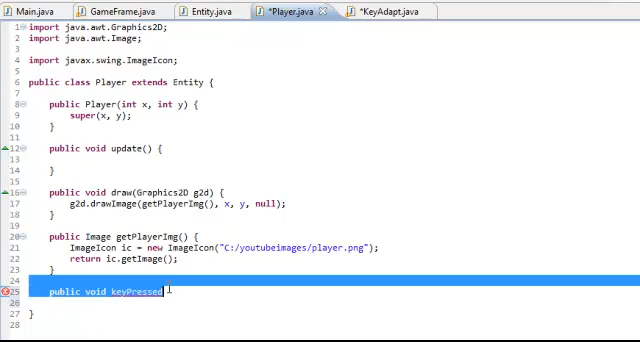 Main.java GameFrame.java Entity.java *Player.java *KeyAdapt.java
1 import java.awt.Graphics2D;
2 import java.awt.Image;
3
4 import javax.swing.ImageIcon;
5
6 public class Player extends Entity {
7
8 public Player(int x, int y) {
9 super(x, y);
10 }
11
12 public void update() {
13
14 }
15
16 public void draw(Graphics2D g2d) {
17 g2d.drawImage(getPlayerImg(), x, y, null);
18 }
19
20 public Image getPlayerImg() {
21 ImageIcon ic = new ImageIcon("C:/youtubeimages/player.png");
22 return ic.getImage();
23 }
24
25 public void keyPressed
26
27 }
28